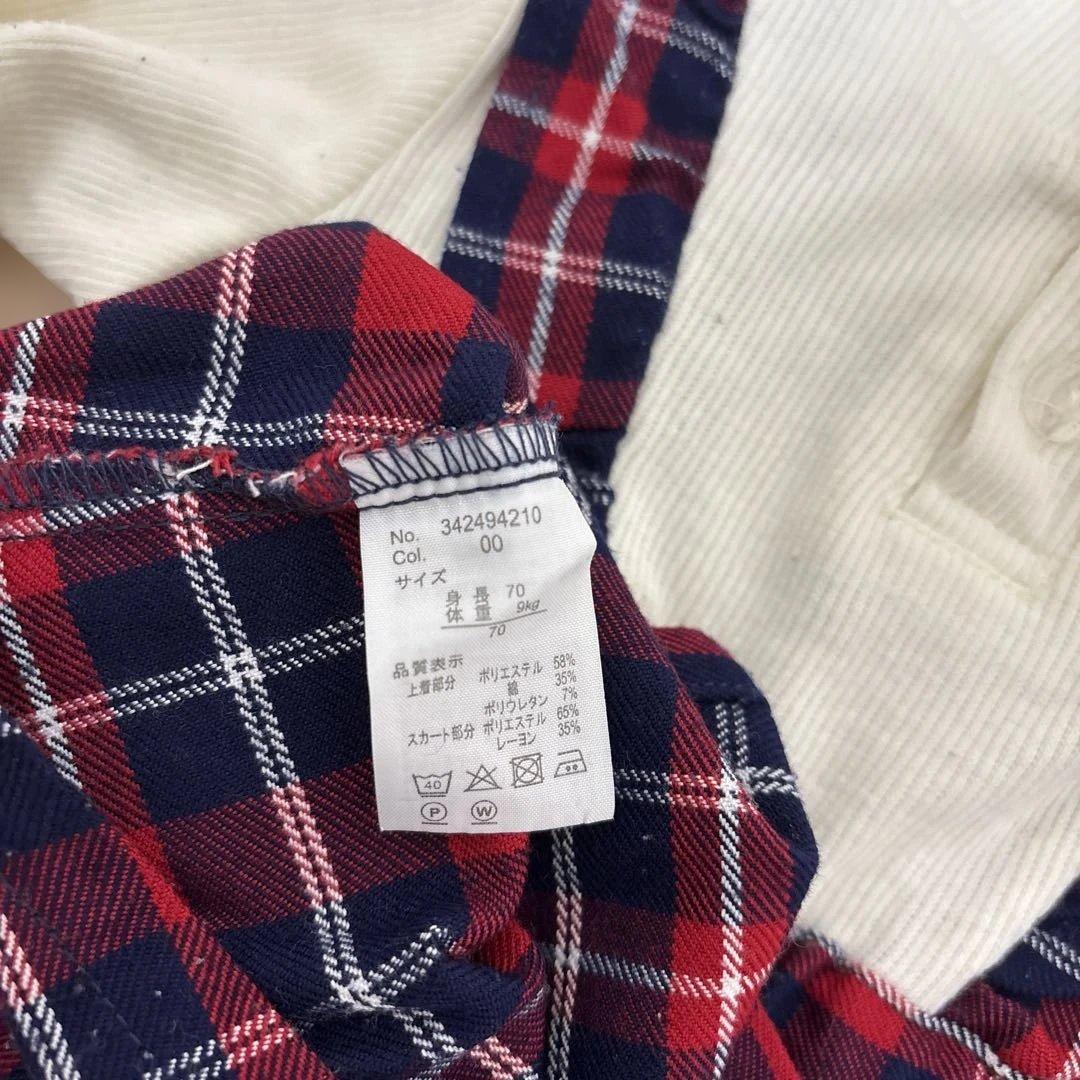 No. 342494210
Col. 00
サイズ
身長 70
体重 9kg
70
品質表示
上着部分 ポリエステル 58%
綿 35%
ポリウレタン 7%
スカート部分 ポリエステル 65%
レーヨン 35%
40
P W